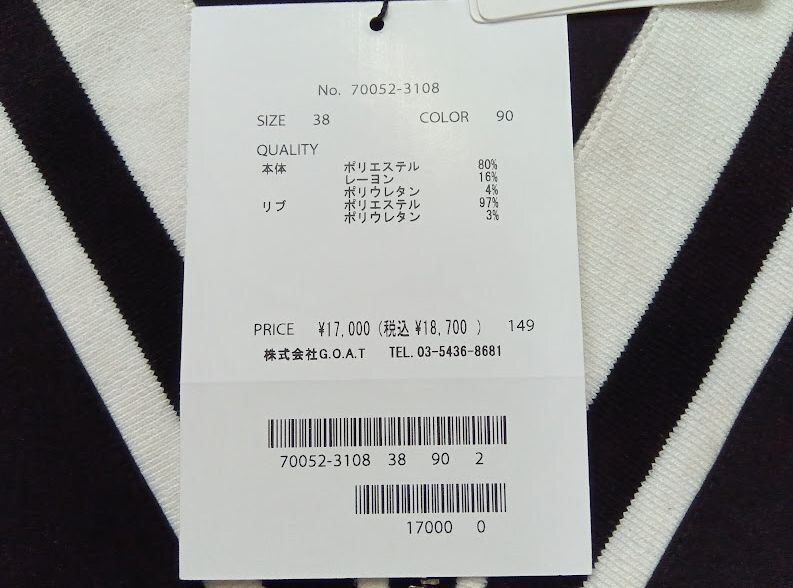 No. 70052-3108
SIZE 38 COLOR 90
QUALITY
本体 ポリエステル 80%
レーヨン 16%
ポリウレタン 4%
リブ ポリエステル 97%
ポリウレタン 3%
PRICE ¥17,000 (税込 ¥18,700 ) 149
株式会社G.O.A.T TEL. 03-5436-8681
70052-3108 38 90 2
17000 0